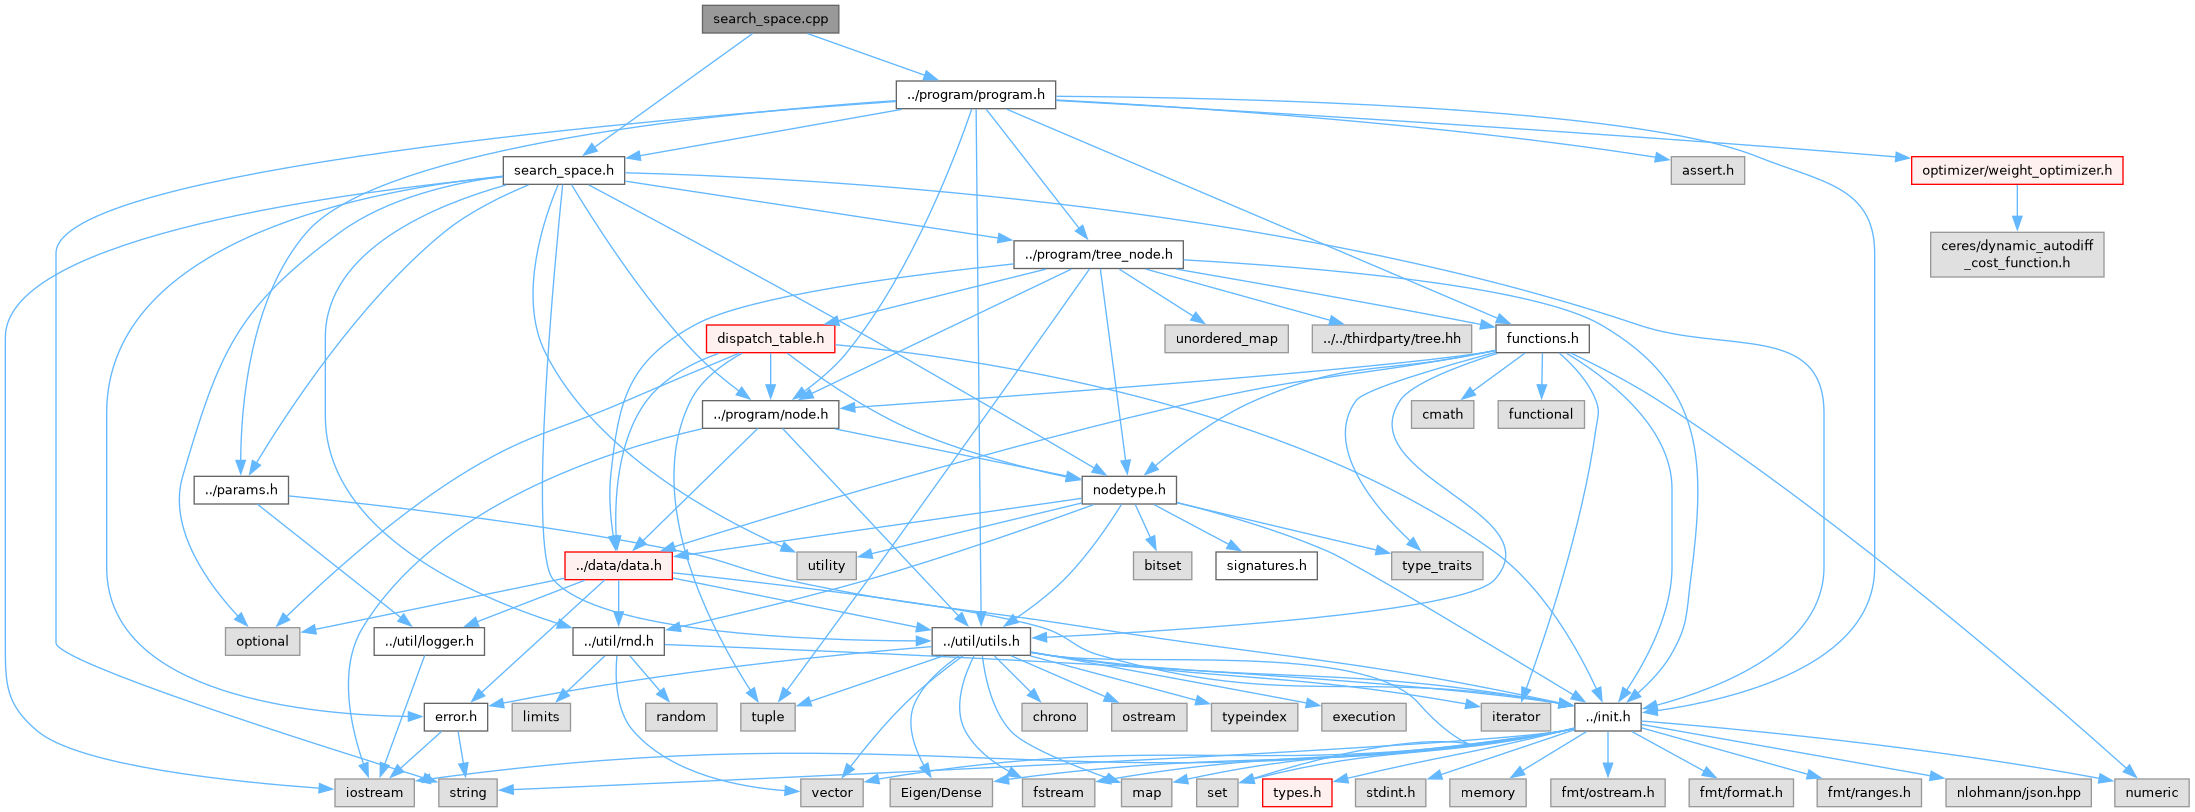 search_space.cpp
../program/program.h
search_space.h
assert.h
optimizer/weight_optimizer.h
../program/tree_node.h
ceres/dynamic_autodiff
_cost_function.h
dispatch_table.h
unordered_map
../../thirdparty/tree.hh
functions.h
../program/node.h
cmath
functional
../params.h
nodetype.h
../data/data.h
utility
bitset
signatures.h
type_traits
optional
../util/logger.h
../util/rnd.h
../util/utils.h
error.h
limits
random
tuple
chrono
ostream
typeindex
execution
iterator
../init.h
iostream
string
vector
Eigen/Dense
fstream
map
set
types.h
stdint.h
memory
fmt/ostream.h
fmt/format.h
fmt/ranges.h
nlohmann/json.hpp
numeric